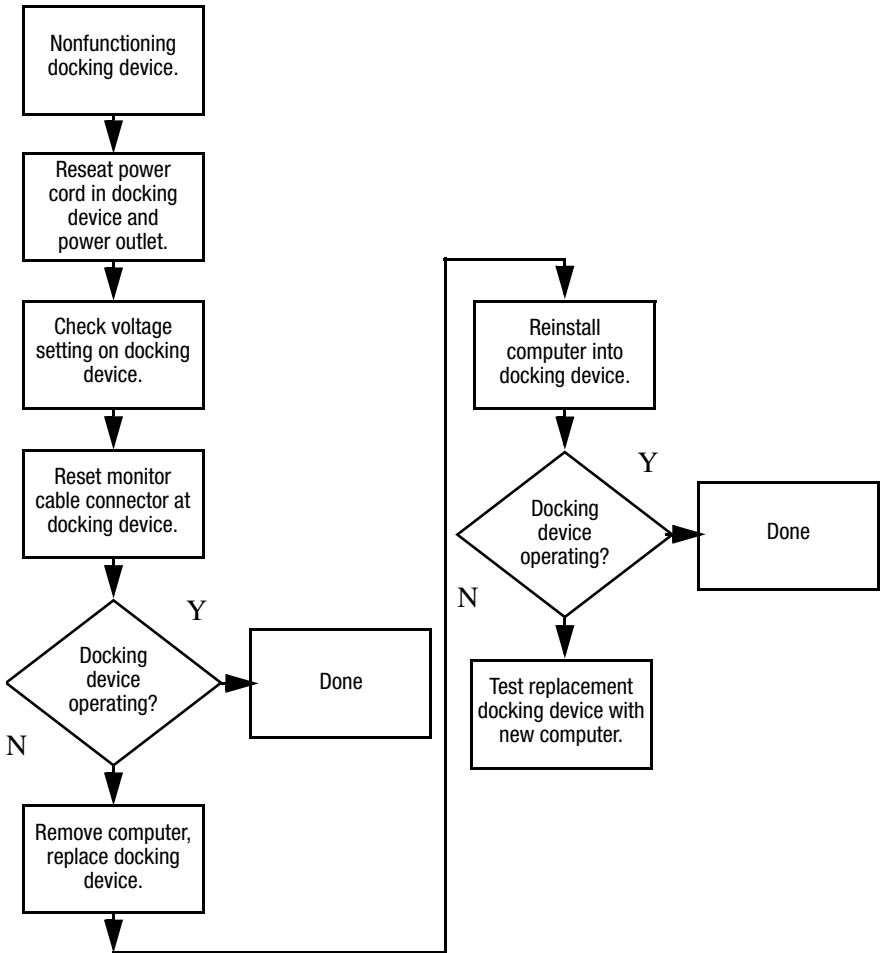 Nonfunctioning
docking device.
Reseat power
cord in docking
device and
power outlet.
Check voltage
setting on docking
device.
Reset monitor
cable connector at
docking device.
Y
Docking
device
operating?
Done
N
Remove computer,
replace docking
device.
Reinstall
computer into
docking device.
Y
Docking
device
operating?
Done
N
Test replacement
docking device with
new computer.